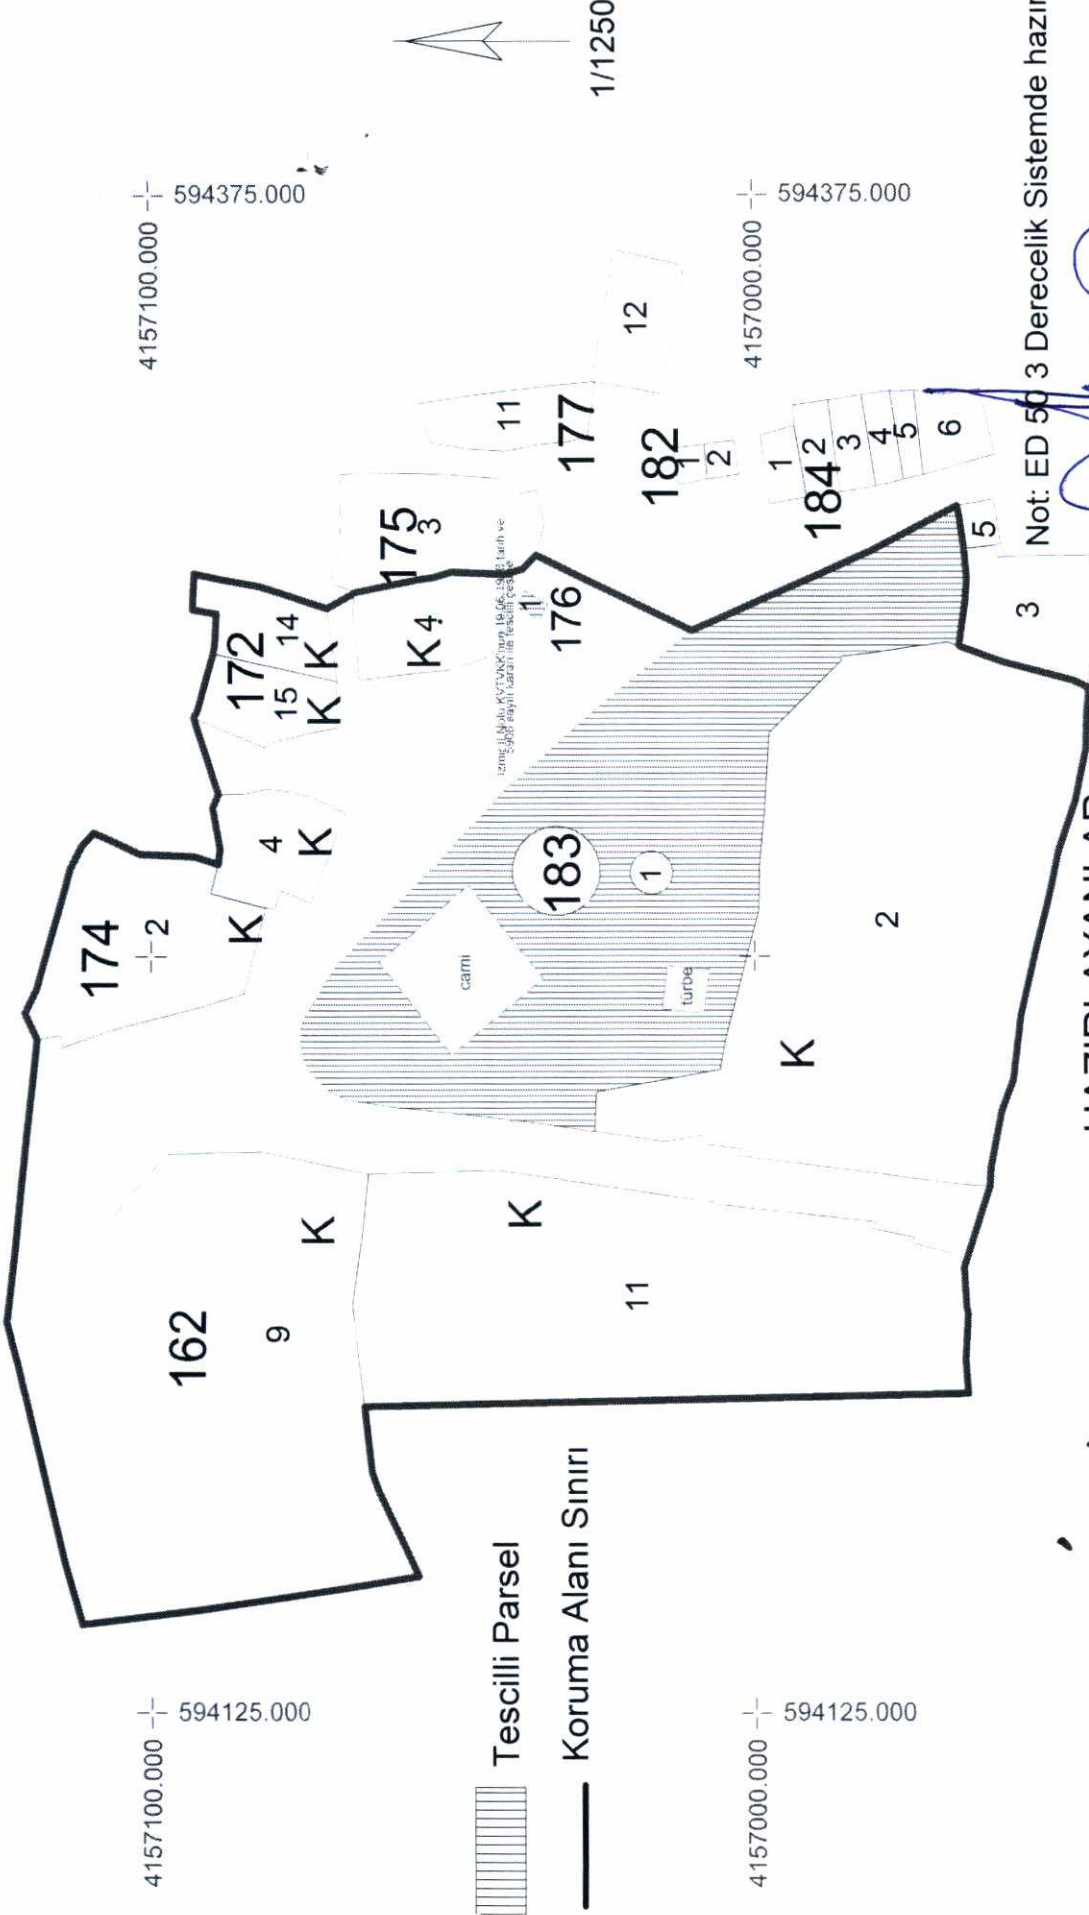 1/1250
4157100.000
594375.000
4157000.000
594375.000
174
2
172
14
K
15
K
4
K
K
175
3
K 4
11
177
12
182
1
2
184
1
2
3
4
5
6
5
3
176
1
183
1
cami
türbe
2
K
162
9
K
K
11
4157100.000
594125.000
4157000.000
594125.000
Tescilli Parsel
Koruma Alanı Sınırı
Not: ED 50 3 Derecelik Sistemde
HAZIRLAYANLAR